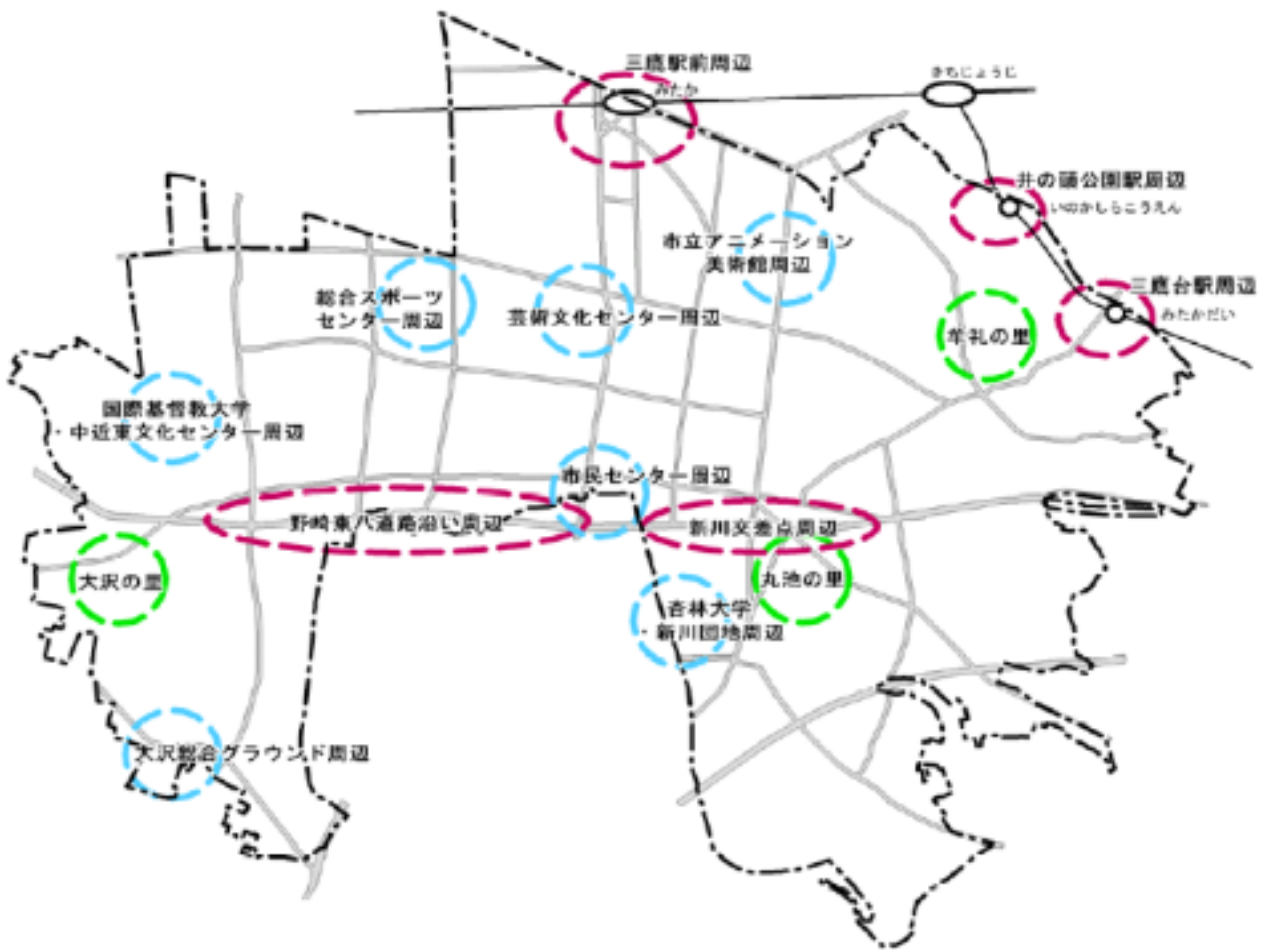 三鷹駅前周辺
みたか
きちじょうじ
井の頭公園駅周辺
いのかしらこうえん
市立アニメーション
美術館周辺
三鷹台駅周辺
みたかだい
総合スポーツ
センター周辺
芸術文化センター周辺
牟礼の里
国際基督教大学
・中近東文化センター周辺
市民センター周辺
野崎東八道路沿い周辺
新川交差点周辺
大沢の里
丸池の里
杏林大学
・新川団地周辺
大沢総合グラウンド周辺